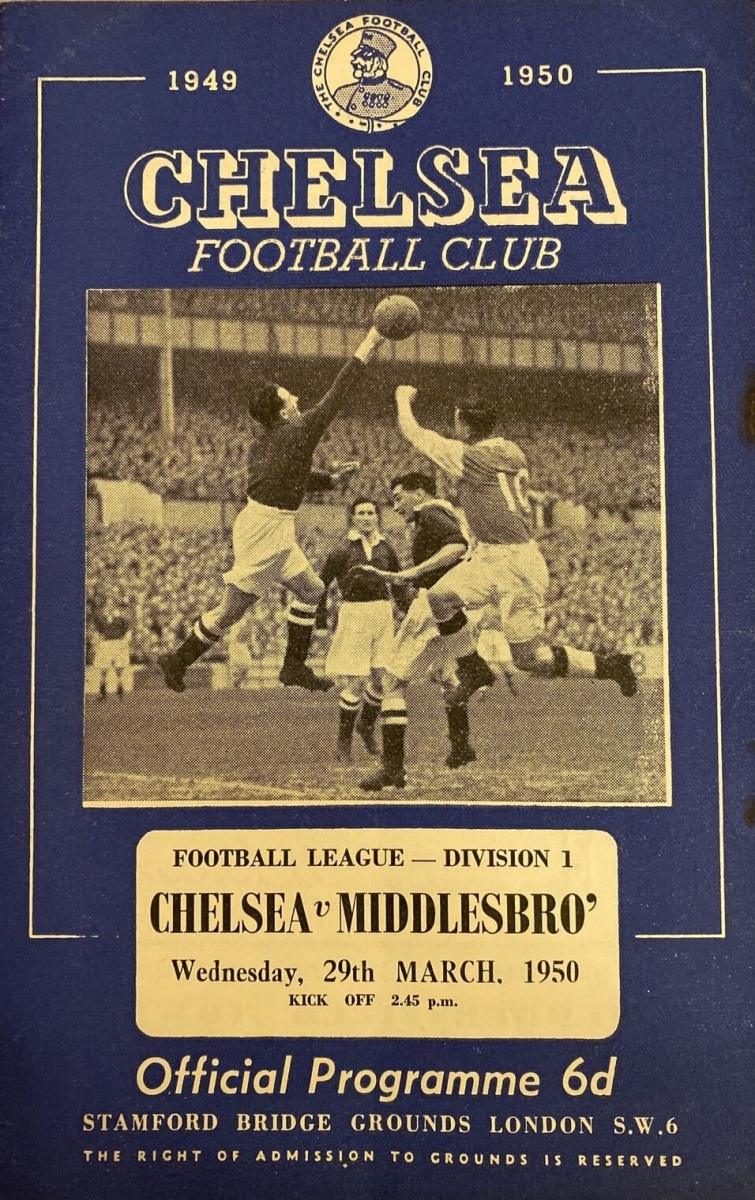 1949
THE CHELSEA FOOTBALL CLUB
1950
CHELSEA
FOOTBALL CLUB
10
FOOTBALL LEAGUE — DIVISION 1
CHELSEA v MIDDLESBRO'
Wednesday, 29th MARCH, 1950
KICK OFF 2.45 p.m.
Official Programme 6d
STAMFORD BRIDGE GROUNDS LONDON S.W.6
THE RIGHT OF ADMISSION TO GROUNDS IS RESERVED